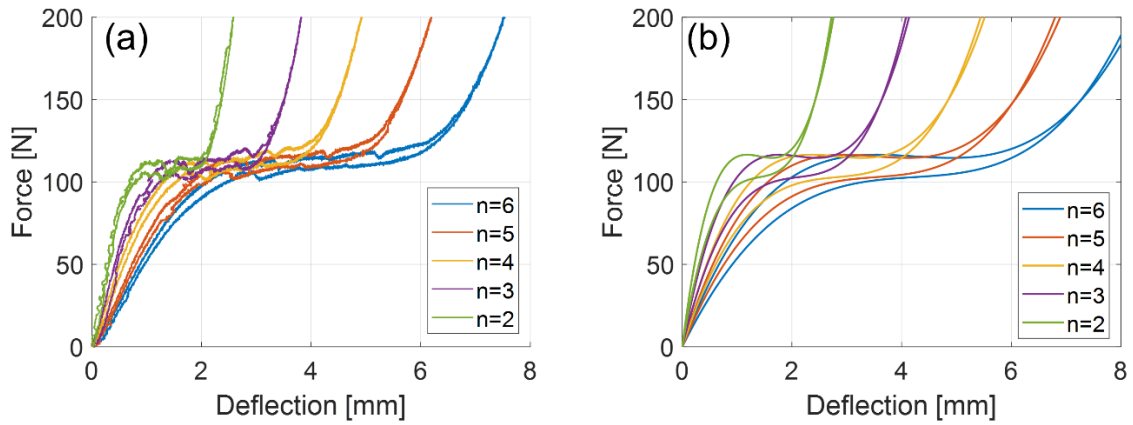 (a)
Force [N]
200
150
100
50
0
n=6
n=5
n=4
n=3
n=2
0 2 4 6 8
Deflection [mm]
(b)
Force [N]
200
150
100
50
0
n=6
n=5
n=4
n=3
n=2
0 2 4 6 8
Deflection [mm]